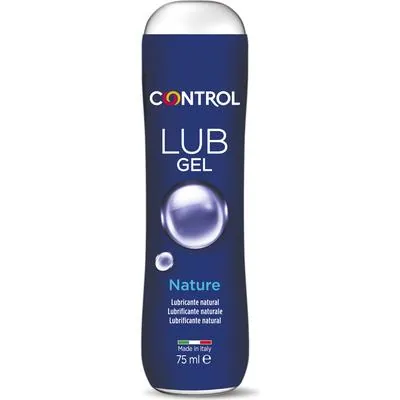 CONTROL
LUB
GEL
Nature
Lubricante natural
Lubrificante naturale
Lubrificante natural
Made in Italy
75 ml ℮